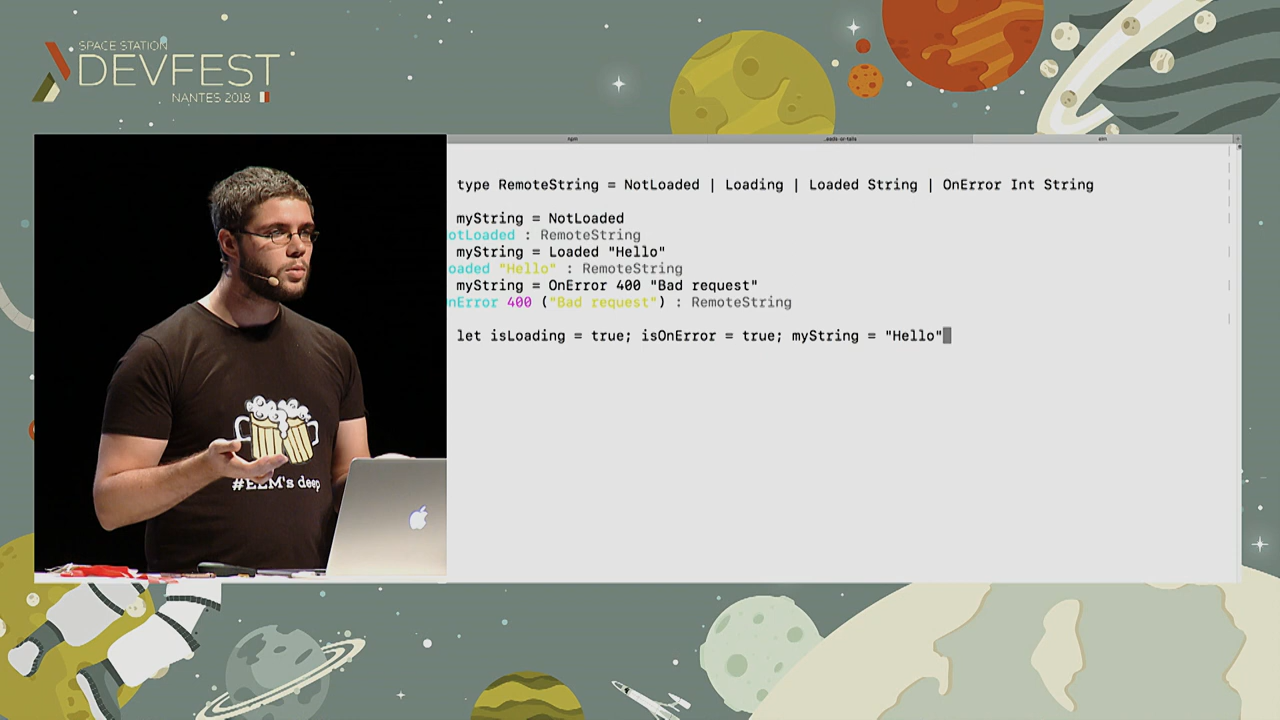 SPACE STATION
DEVFEST
NANTES 2018
npm
elm
type RemoteString = NotLoaded | Loading | Loaded String | OnError Int String
myString = NotLoaded
otLoaded : RemoteString
myString = Loaded "Hello"
oaded "Hello" : RemoteString
myString = OnError 400 "Bad request"
nError 400 ("Bad request") : RemoteString
let isLoading = true; isOnError = true; myString = "Hello"
#ELM's deep